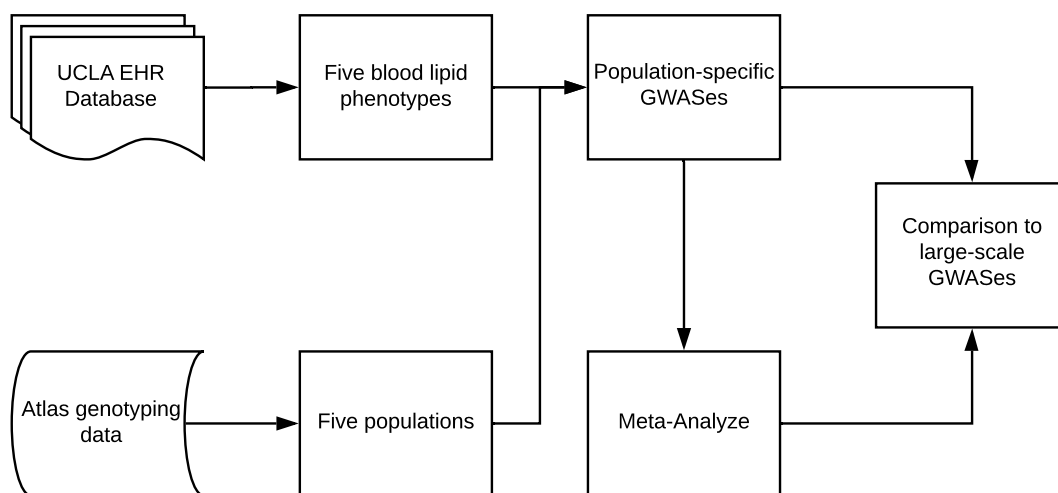 UCLA EHR
Database
Five blood lipid
phenotypes
Population-specific
GWASes
Comparison to
large-scale
GWASes
Atlas genotyping
data
Five populations
Meta-Analyze